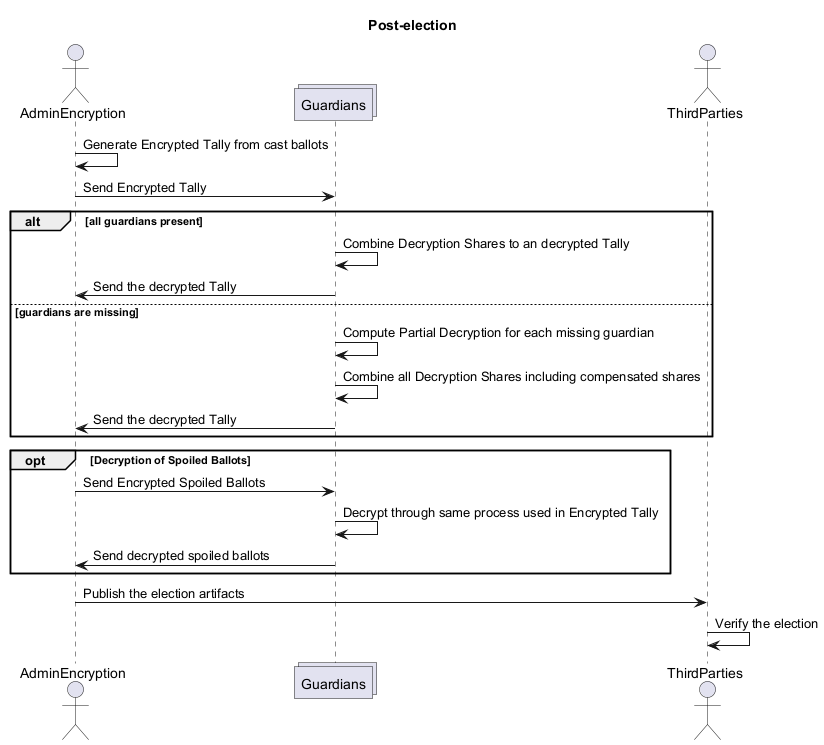 Post-election
AdminEncryption
Guardians
ThirdParties
Generate Encrypted Tally from cast ballots
Send Encrypted Tally
alt
[all guardians present]
Combine Decryption Shares to an decrypted Tally
Send the decrypted Tally
[guardians are missing]
Compute Partial Decryption for each missing guardian
Combine all Decryption Shares including compensated shares
Send the decrypted Tally
opt
[Decryption of Spoiled Ballots]
Send Encrypted Spoiled Ballots
Decrypt through same process used in Encrypted Tally
Send decrypted spoiled ballots
Publish the election artifacts
Verify the election
AdminEncryption
Guardians
ThirdParties